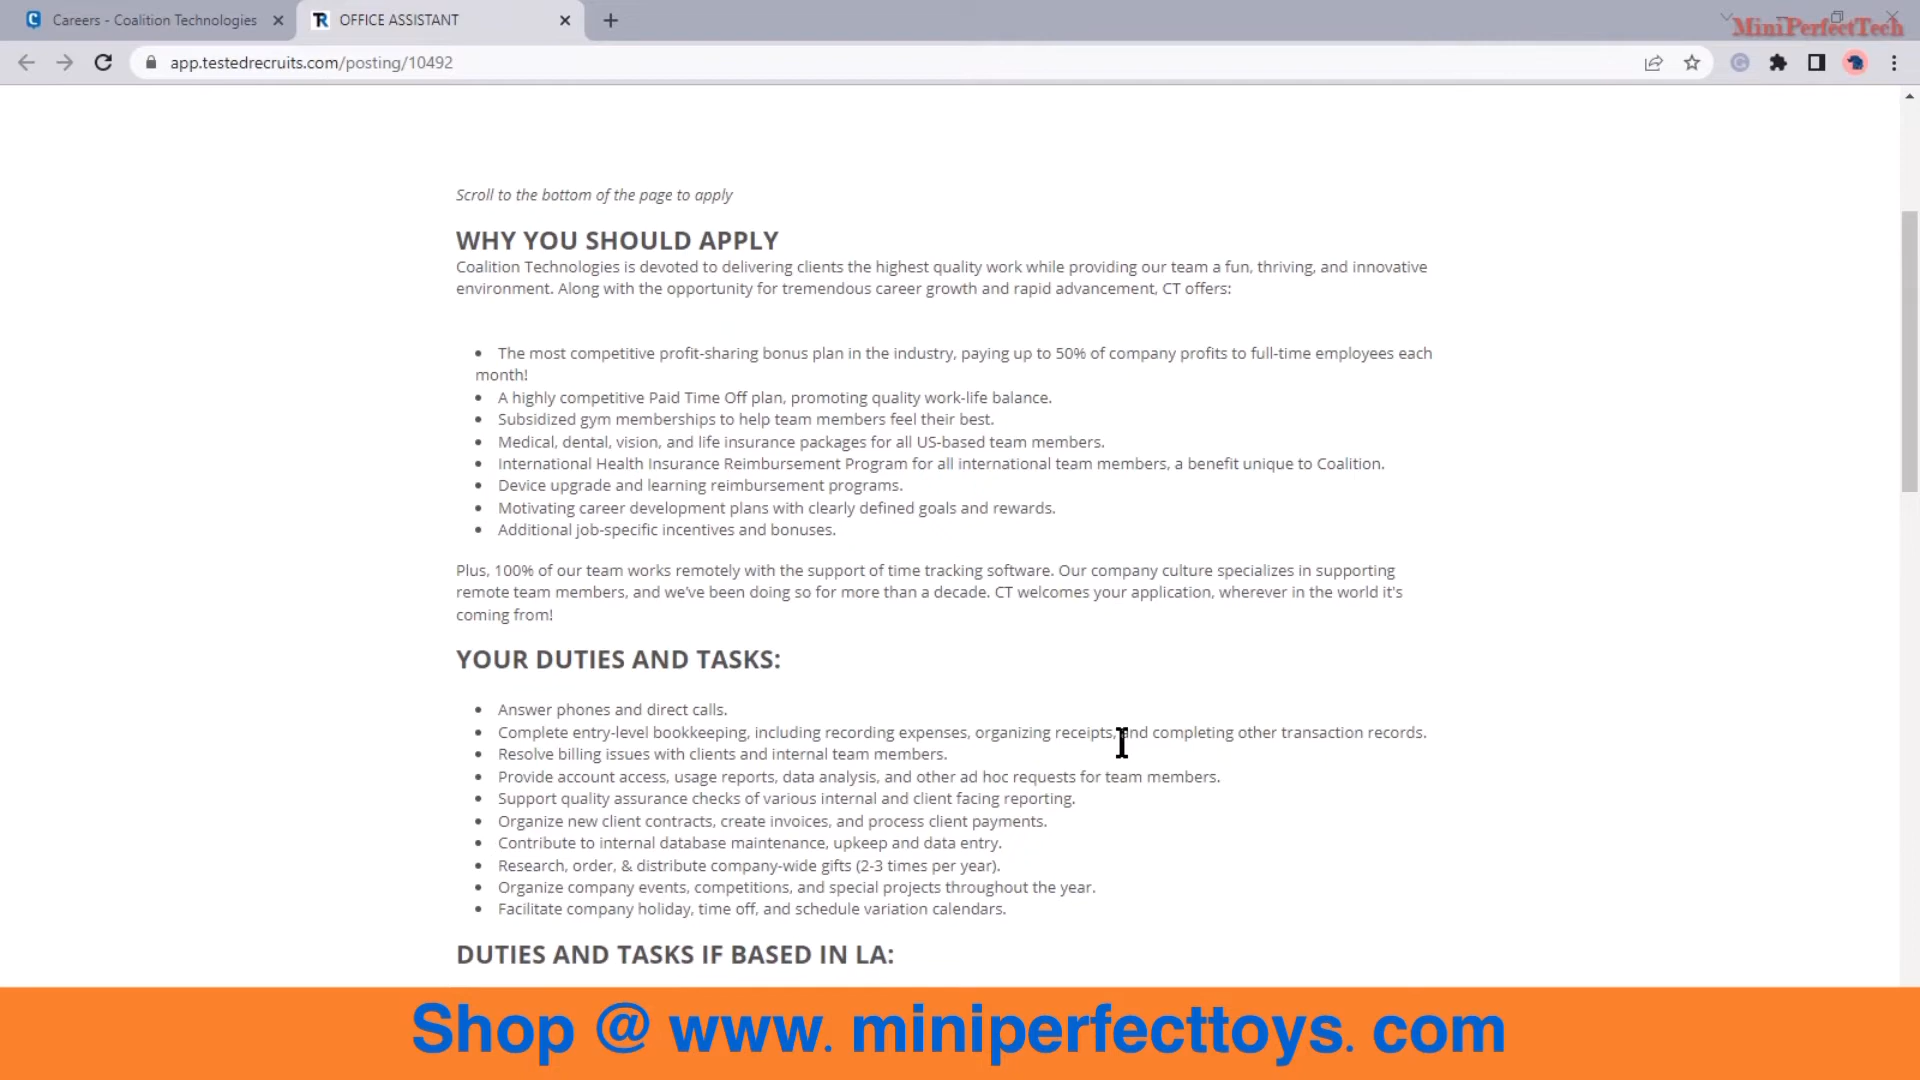 Careers - Coalition Technologies
OFFICE ASSISTANT
MiniPerfectTech
app.testedrecruits.com/posting/10492
Scroll to the bottom of the page to apply
WHY YOU SHOULD APPLY
Coalition Technologies is devoted to delivering clients the highest quality work while providing our team a fun, thriving, and innovative
environment. Along with the opportunity for tremendous career growth and rapid advancement, CT offers:
• The most competitive profit-sharing bonus plan in the industry, paying up to 50% of company profits to full-time employees each
month!
• A highly competitive Paid Time Off plan, promoting quality work-life balance.
• Subsidized gym memberships to help team members feel their best.
• Medical, dental, vision, and life insurance packages for all US-based team members.
• International Health Insurance Reimbursement Program for all international team members, a benefit unique to Coalition.
• Device upgrade and learning reimbursement programs.
• Motivating career development plans with clearly defined goals and rewards.
• Additional job-specific incentives and bonuses.
Plus, 100% of our team works remotely with the support of time tracking software. Our company culture specializes in supporting
remote team members, and we've been doing so for more than a decade. CT welcomes your application, wherever in the world it's
coming from!
YOUR DUTIES AND TASKS:
• Answer phones and direct calls.
• Complete entry-level bookkeeping, including recording expenses, organizing receipts, and completing other transaction records.
• Resolve billing issues with clients and internal team members.
• Provide account access, usage reports, data analysis, and other ad hoc requests for team members.
• Support quality assurance checks of various internal and client facing reporting.
• Organize new client contracts, create invoices, and process client payments.
• Contribute to internal database maintenance, upkeep and data entry.
• Research, order, & distribute company-wide gifts (2-3 times per year).
• Organize company events, competitions, and special projects throughout the year.
• Facilitate company holiday, time off, and schedule variation calendars.
DUTIES AND TASKS IF BASED IN LA:
Shop @ www. miniperfecttoys. com